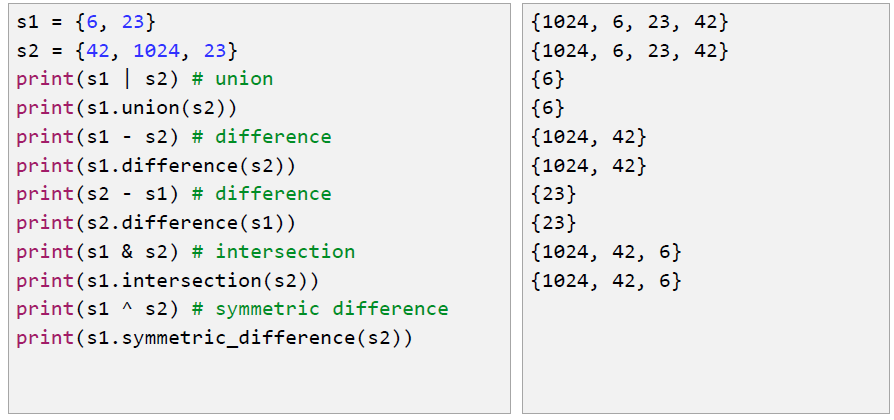 s1 = {6, 23}
s2 = {42, 1024, 23}
print(s1 | s2) # union
print(s1.union(s2))
print(s1 - s2) # difference
print(s1.difference(s2))
print(s2 - s1) # difference
print(s2.difference(s1))
print(s1 & s2) # intersection
print(s1.intersection(s2))
print(s1 ^ s2) # symmetric difference
print(s1.symmetric_difference(s2))
{1024, 6, 23, 42}
{1024, 6, 23, 42}
{6}
{6}
{1024, 42}
{1024, 42}
{23}
{23}
{1024, 42, 6}
{1024, 42, 6}